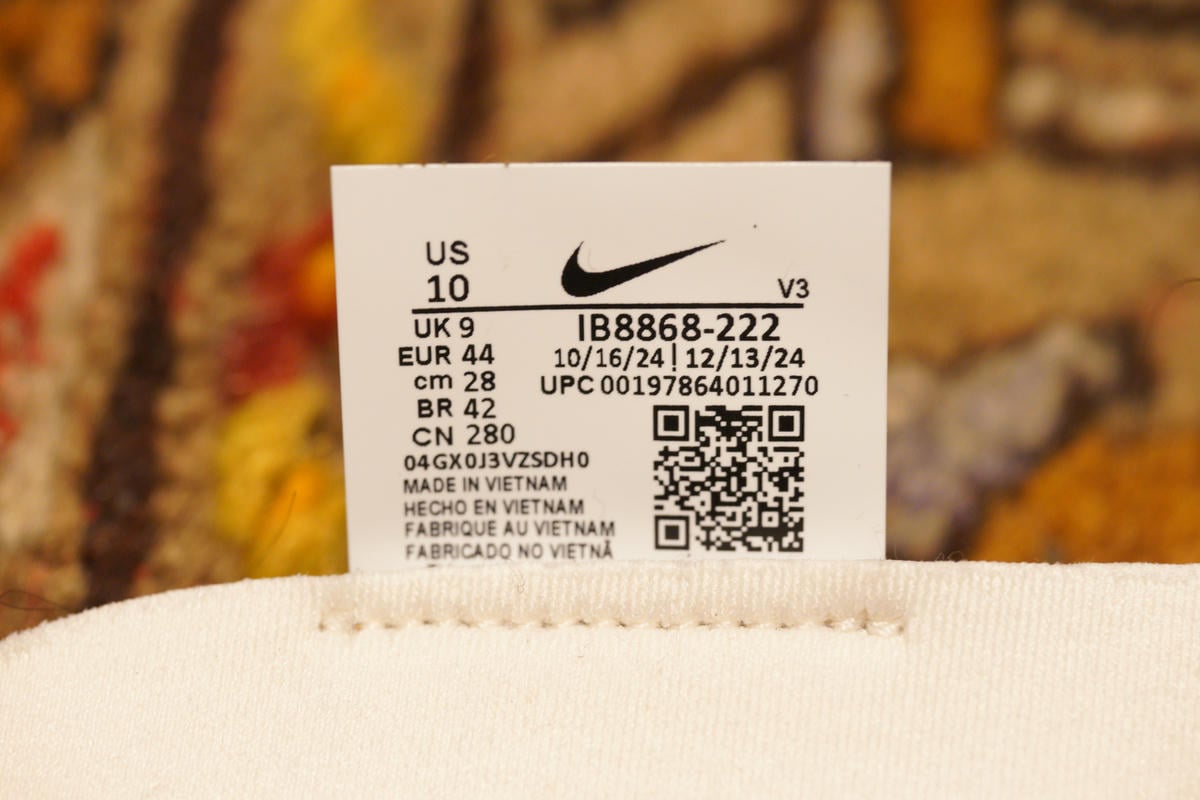 US
10
V3
UK 9
IB8868-222
EUR 44
10/16/24 | 12/13/24
cm 28
UPC 00197864011270
BR 42
CN 280
04GX0J3VZSDH0
MADE IN VIETNAM
HECHO EN VIETNAM
FABRIQUE AU VIETNAM
FABRICADO NO VIETNÃ